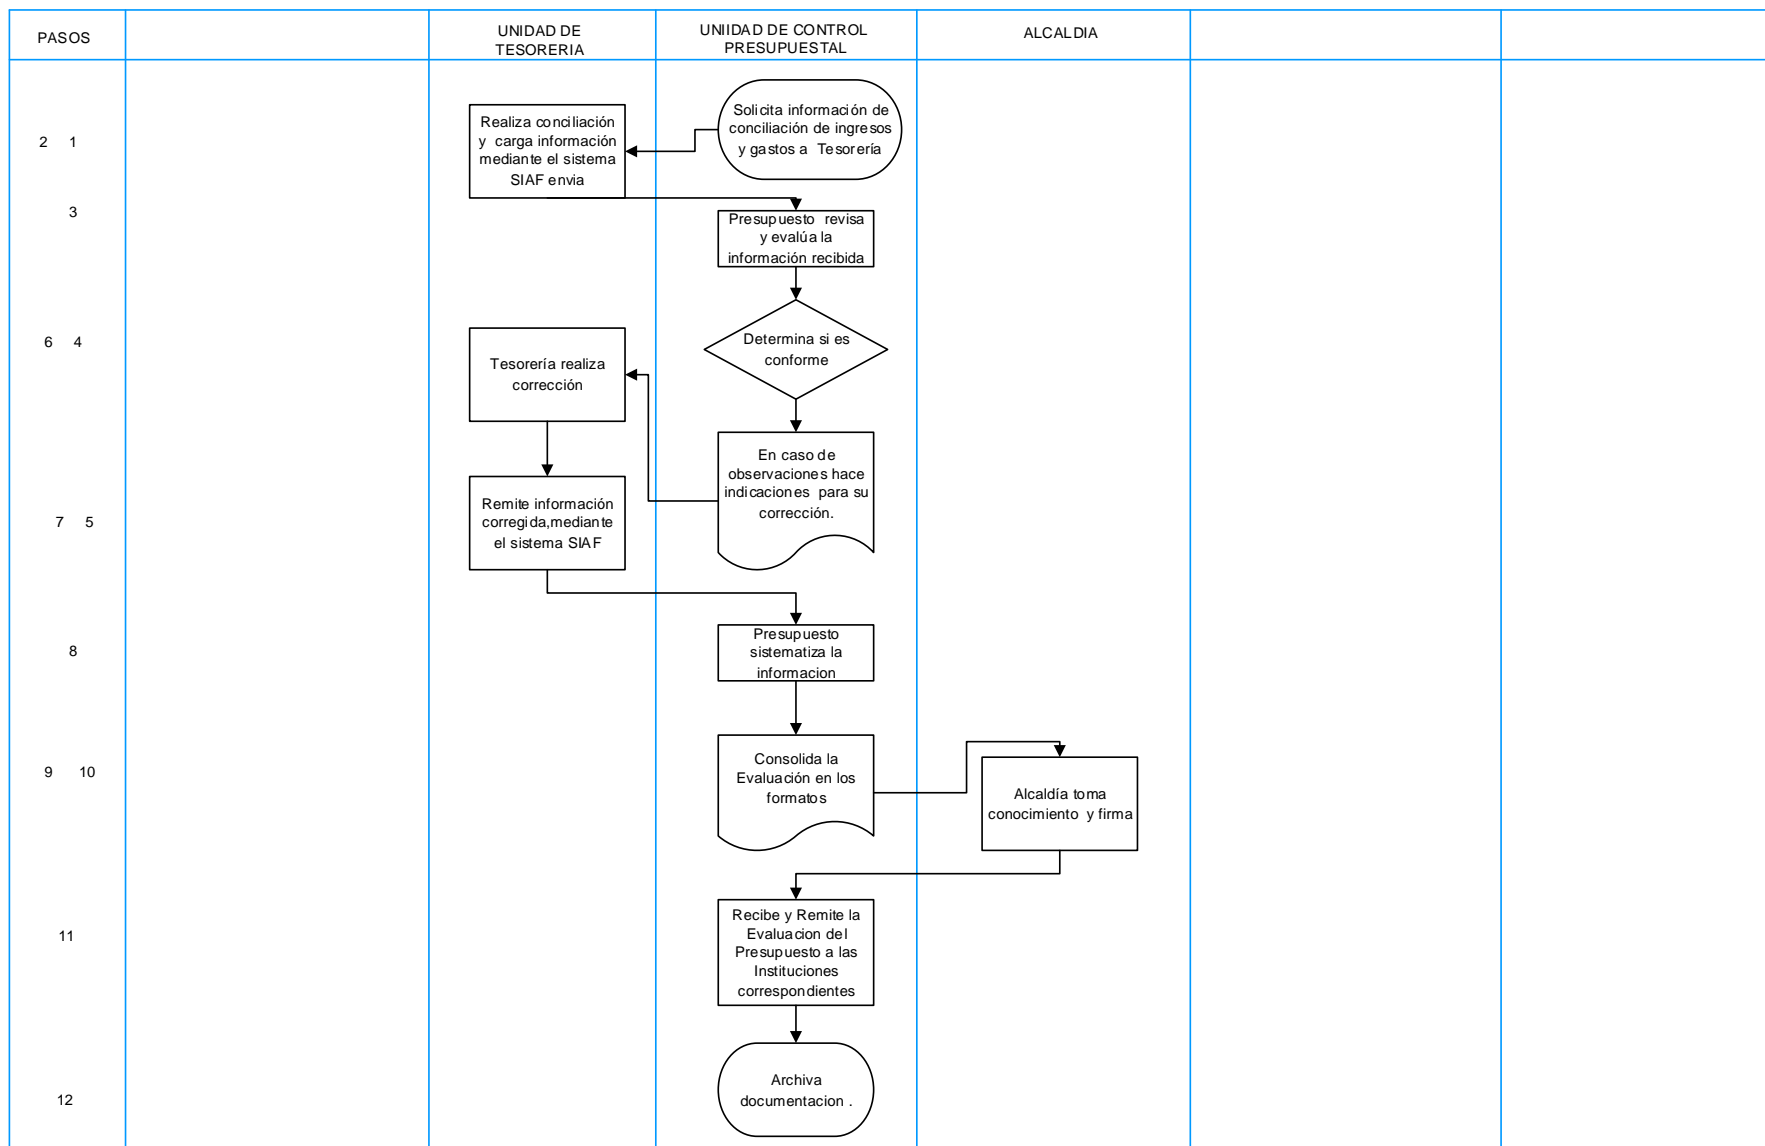 PASOS
UNIDAD DE
TESORERIA
UNIIDAD DE CONTROL
PRESUPUESTAL
ALCALDIA
2 1
Realiza conciliación
y carga información
mediante el sistema
SIAF envia
Solicita información de
conciliación de ingresos
y gastos a Tesorería
3
Presupuesto revisa
y evalúa la
información recibida
6 4
Tesorería realiza
corrección
Determina si es
conforme
7 5
Remite información
corregida,mediante
el sistema SIAF
En caso de
observaciones hace
indicaciones para su
corrección.
8
Presupuesto
sistematiza la
informacion
9 10
Consolida la
Evaluación en los
formatos
Alcaldía toma
conocimiento y firma
11
Recibe y Remite la
Evaluacion del
Presupuesto a las
Instituciones
correspondientes
12
Archiva
documentacion .